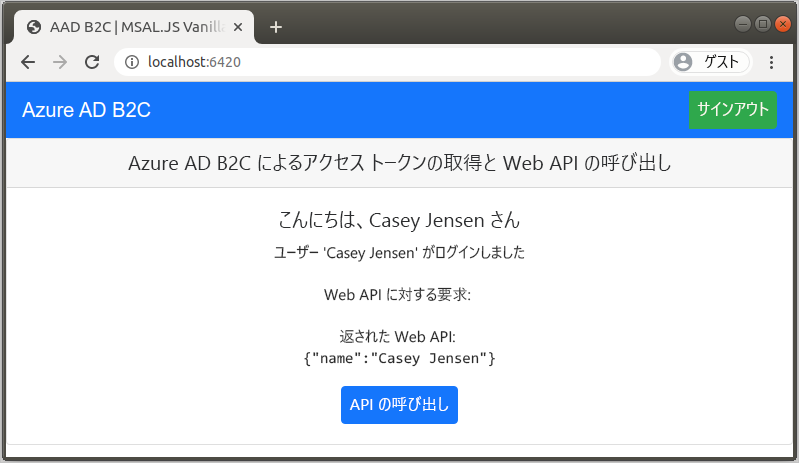 AAD B2C | MSAL.JS Vanill
localhost:6420
ゲスト
Azure AD B2C
サインアウト
Azure AD B2C によるアクセス トークンの取得と Web API の呼び出し
こんにちは、Casey Jensen さん
ユーザー 'Casey Jensen' がログインしました
Web API に対する要求:
返された Web API:
{"name":"Casey Jensen"}
API の呼び出し